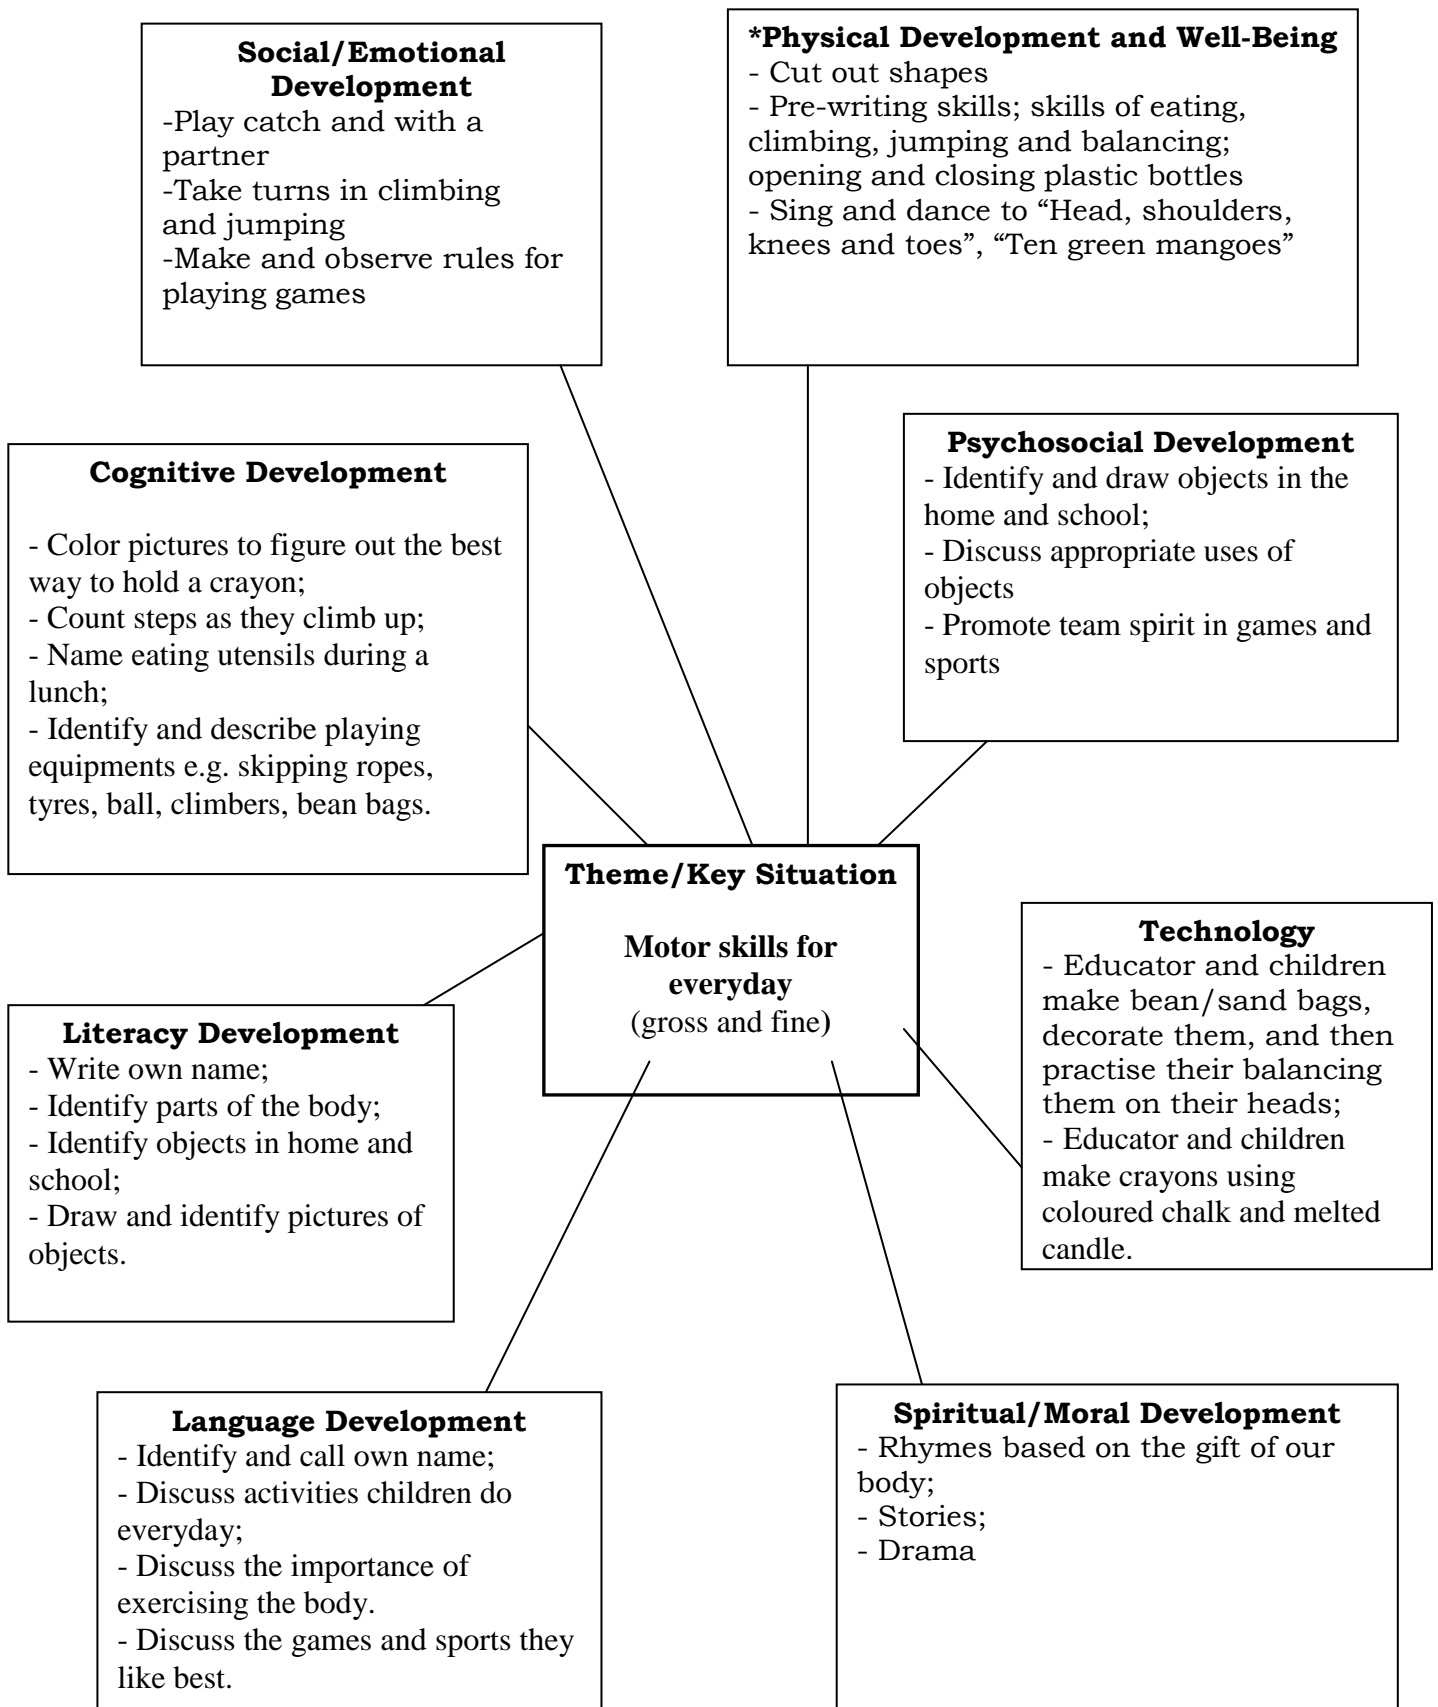 Social/Emotional
Development
-Play catch and with a
partner
-Take turns in climbing
and jumping
-Make and observe rules for
playing games
*Physical Development and Well-Being
- Cut out shapes
- Pre-writing skills; skills of eating,
climbing, jumping and balancing;
opening and closing plastic bottles
- Sing and dance to “Head, shoulders,
knees and toes”, “Ten green mangoes”
Cognitive Development
- Color pictures to figure out the best
way to hold a crayon;
- Count steps as they climb up;
- Name eating utensils during a
lunch;
- Identify and describe playing
equipments e.g. skipping ropes,
tyres, ball, climbers, bean bags.
Psychosocial Development
- Identify and draw objects in the
home and school;
- Discuss appropriate uses of
objects
- Promote team spirit in games and
sports
Theme/Key Situation
Motor skills for
everyday
(gross and fine)
Technology
- Educator and children
make bean/sand bags,
decorate them, and then
practise their balancing
them on their heads;
- Educator and children
make crayons using
coloured chalk and melted
candle.
Literacy Development
- Write own name;
- Identify parts of the body;
- Identify objects in home and
school;
- Draw and identify pictures of
objects.
Language Development
- Identify and call own name;
- Discuss activities children do
everyday;
- Discuss the importance of
exercising the body.
- Discuss the games and sports they
like best.
Spiritual/Moral Development
- Rhymes based on the gift of our
body;
- Stories;
- Drama